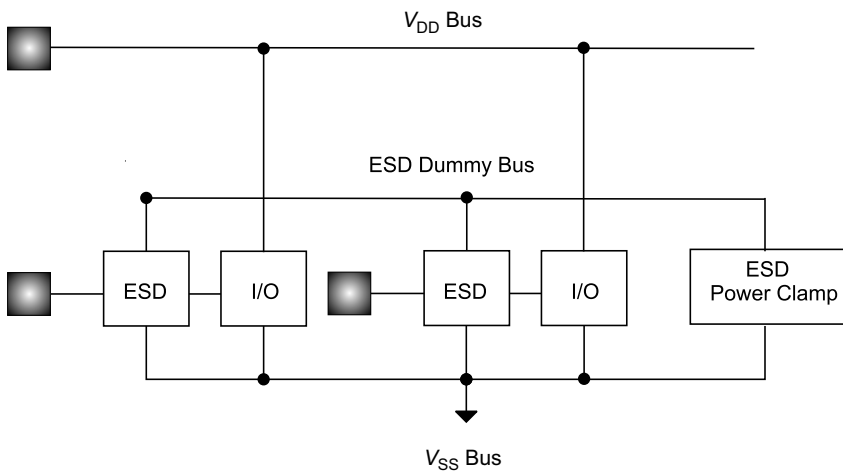 VDD Bus
ESD Dummy Bus
ESD
I/O
ESD
I/O
ESD
Power Clamp
VSS Bus